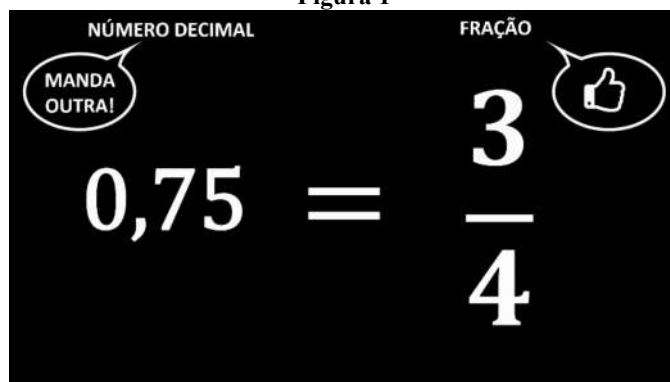 Figura 1
NÚMERO DECIMAL
FRAÇÃO
MANDA
OUTRA!
0,75 = 3/4